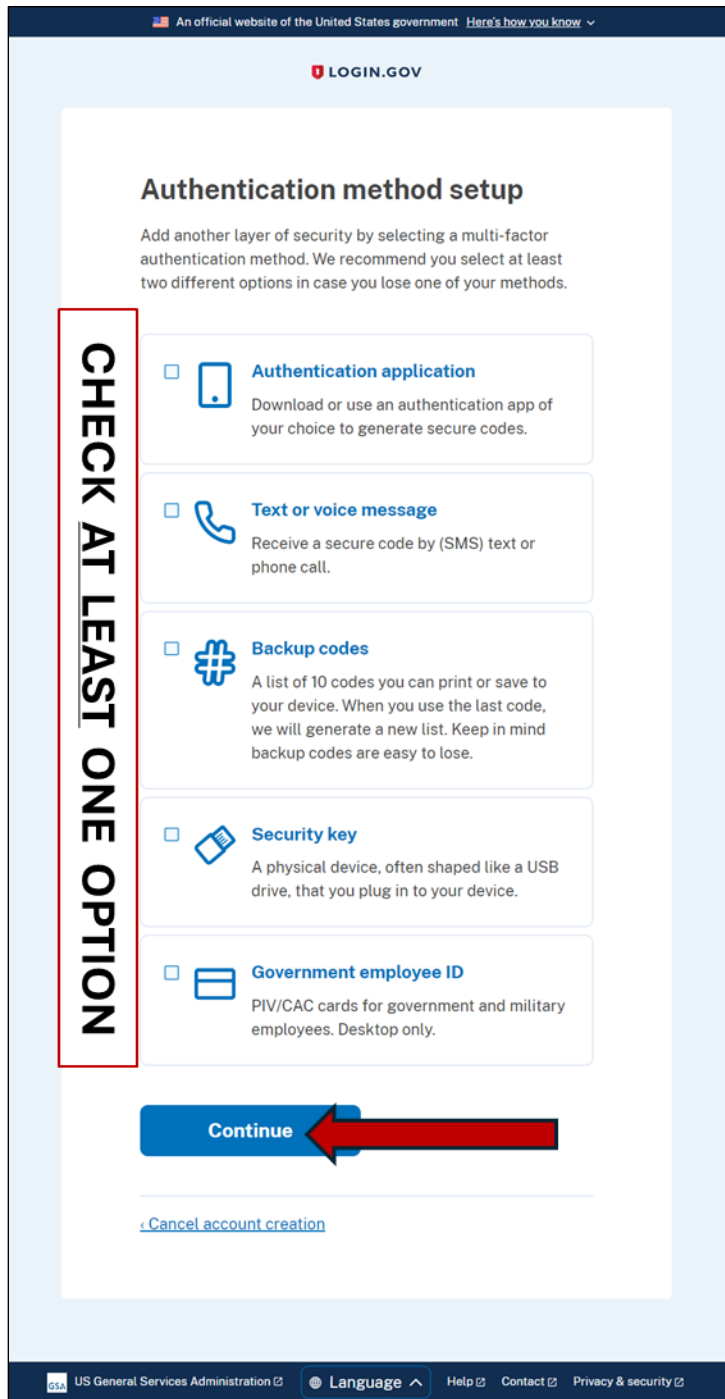 An official website of the United States government Here's how you know
LOGIN.GOV
Authentication method setup
Add another layer of security by selecting a multi-factor
authentication method. We recommend you select at least
two different options in case you lose one of your methods.
CHECK AT LEAST ONE OPTION
Authentication application
Download or use an authentication app of
your choice to generate secure codes.
Text or voice message
Receive a secure code by (SMS) text or
phone call.
Backup codes
A list of 10 codes you can print or save to
your device. When you use the last code,
we will generate a new list. Keep in mind
backup codes are easy to lose.
Security key
A physical device, often shaped like a USB
drive, that you plug in to your device.
Government employee ID
PIV/CAC cards for government and military
employees. Desktop only.
Continue
‹ Cancel account creation
GSA US General Services Administration Language Help Contact Privacy & security